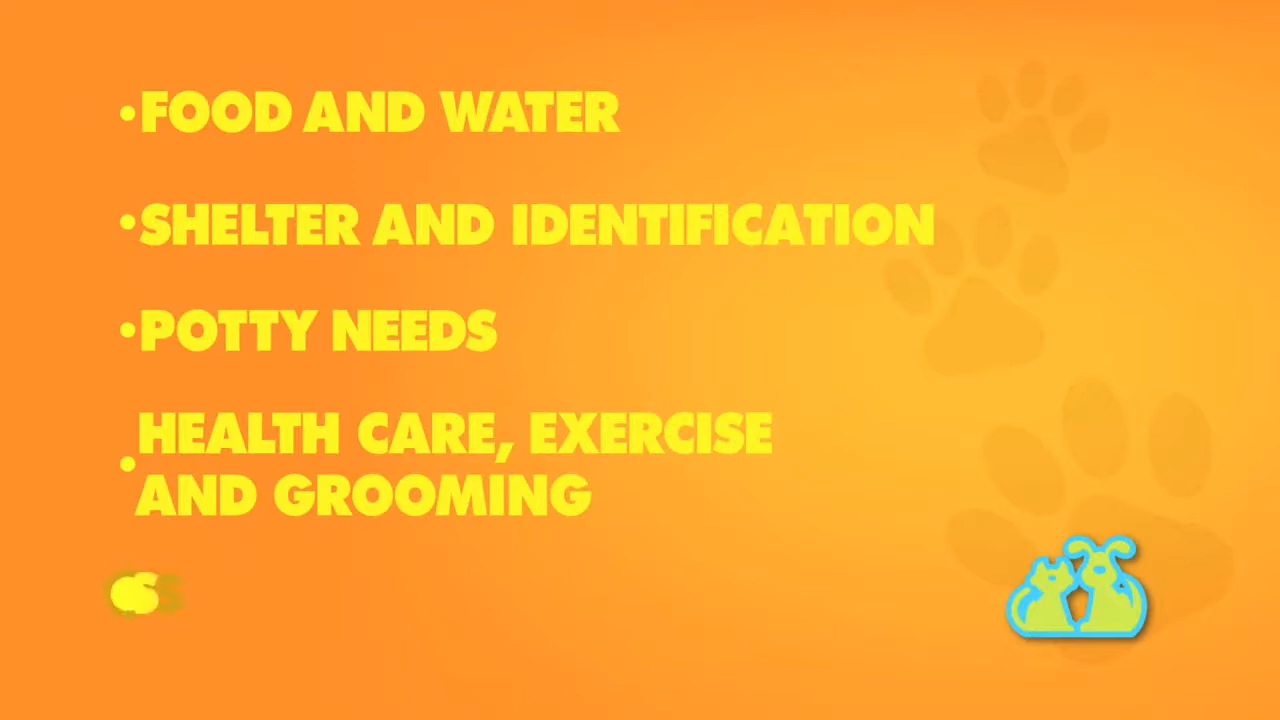 •FOOD AND WATER
•SHELTER AND IDENTIFICATION
•POTTY NEEDS
•HEALTH CARE, EXERCISE
AND GROOMING